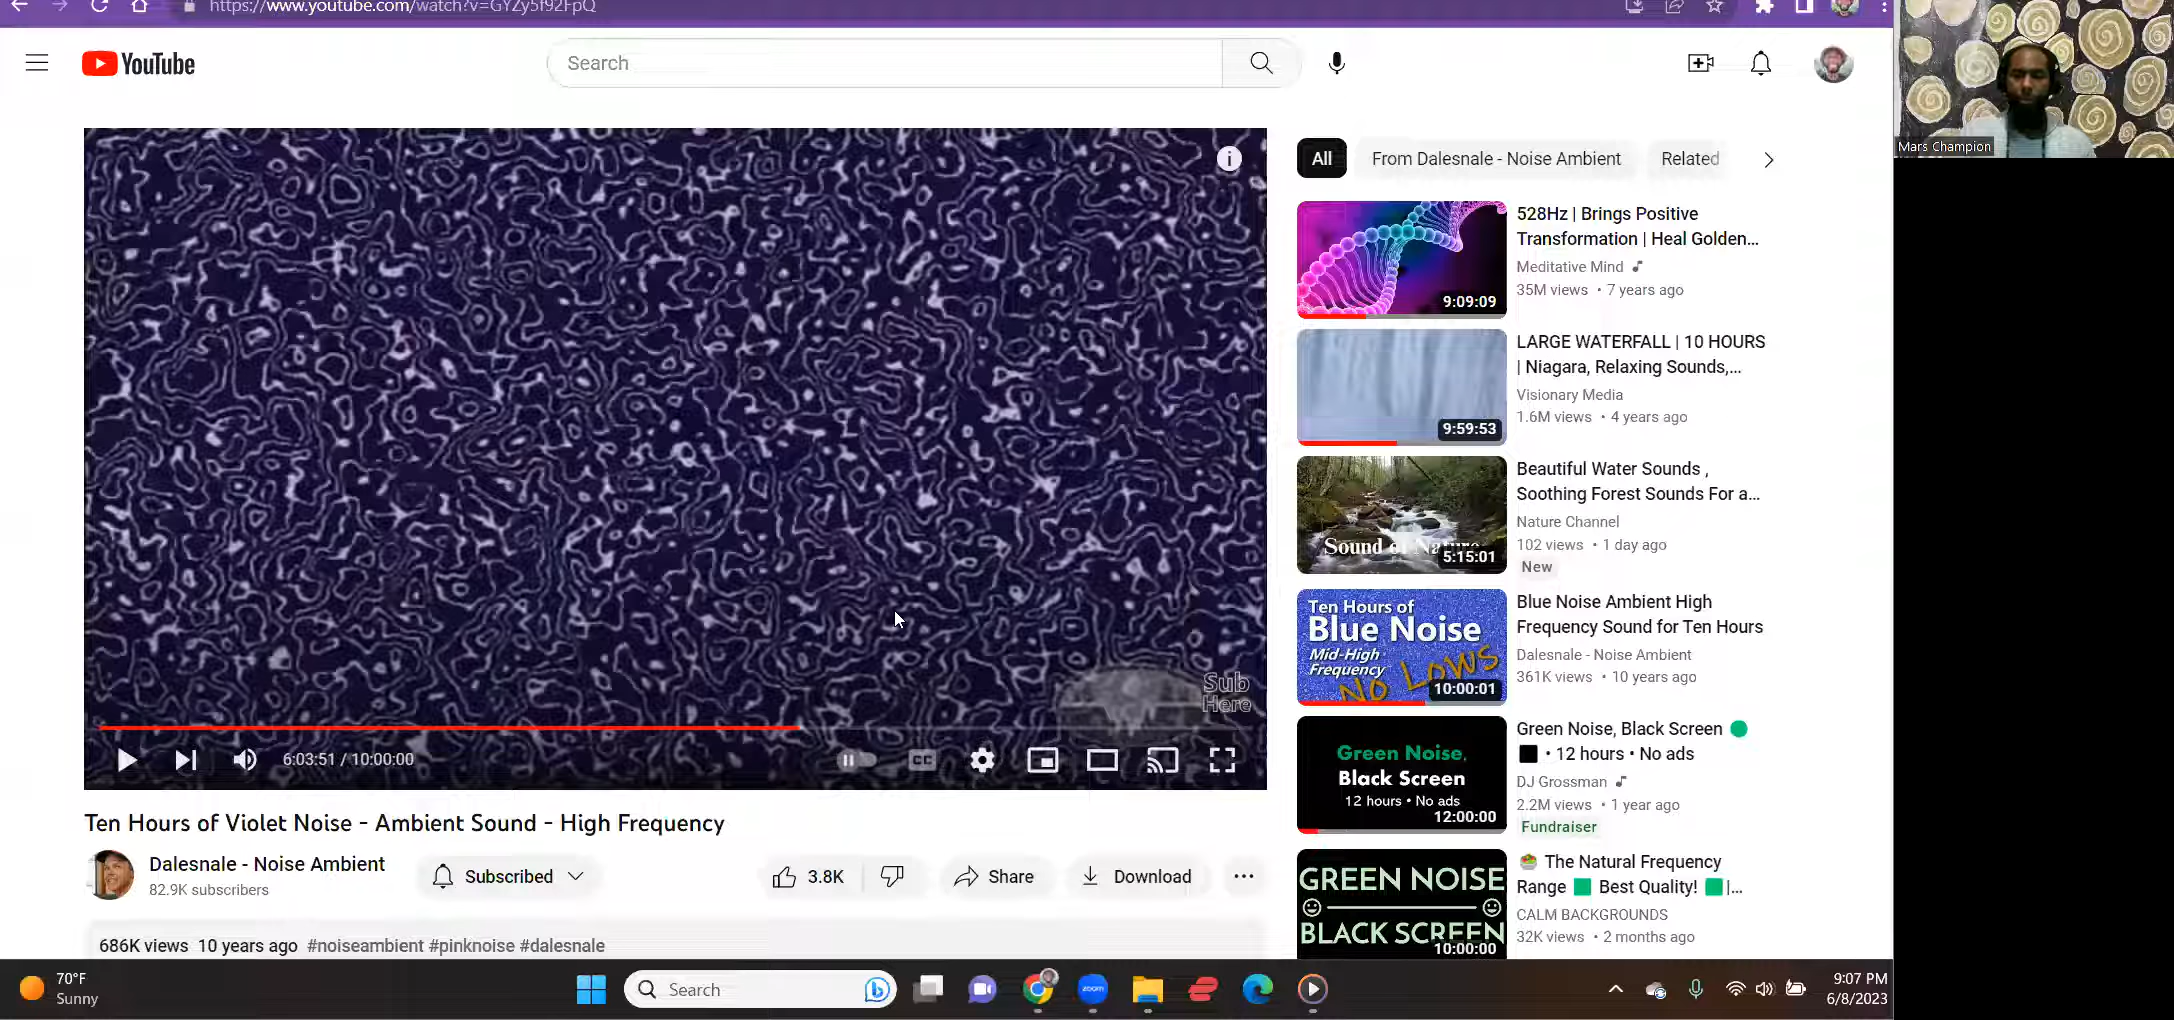 https://www.youtube.com/watch?v=GYZy5f92FpQ
YouTube
Search
Mars Champion
Sub
Here
6:03:51 / 10:00:00
CC
Ten Hours of Violet Noise - Ambient Sound - High Frequency
Dalesnale - Noise Ambient
82.9K subscribers
Subscribed
3.8K
Share
Download
686K views 10 years ago #noiseambient #pinknoise #dalesnale
All
From Dalesnale - Noise Ambient
Related
9:09:09
528Hz | Brings Positive
Transformation | Heal Golden...
Meditative Mind
35M views • 7 years ago
9:59:53
LARGE WATERFALL | 10 HOURS
| Niagara, Relaxing Sounds,...
Visionary Media
1.6M views • 4 years ago
Sound of Nature
5:15:01
Beautiful Water Sounds ,
Soothing Forest Sounds For a...
Nature Channel
102 views • 1 day ago
New
Ten Hours of
Blue Noise
Mid-High
Frequency
NO LOWS
10:00:01
Blue Noise Ambient High
Frequency Sound for Ten Hours
Dalesnale - Noise Ambient
361K views • 10 years ago
Green Noise,
Black Screen
12 hours • No ads
12:00:00
Green Noise, Black Screen
• 12 hours • No ads
DJ Grossman
2.2M views • 1 year ago
Fundraiser
GREEN NOISE
BLACK SCREEN
10:00:00
The Natural Frequency
Range Best Quality! |...
CALM BACKGROUNDS
32K views • 2 months ago
70°F
Sunny
Search
zoom
9:07 PM
6/8/2023